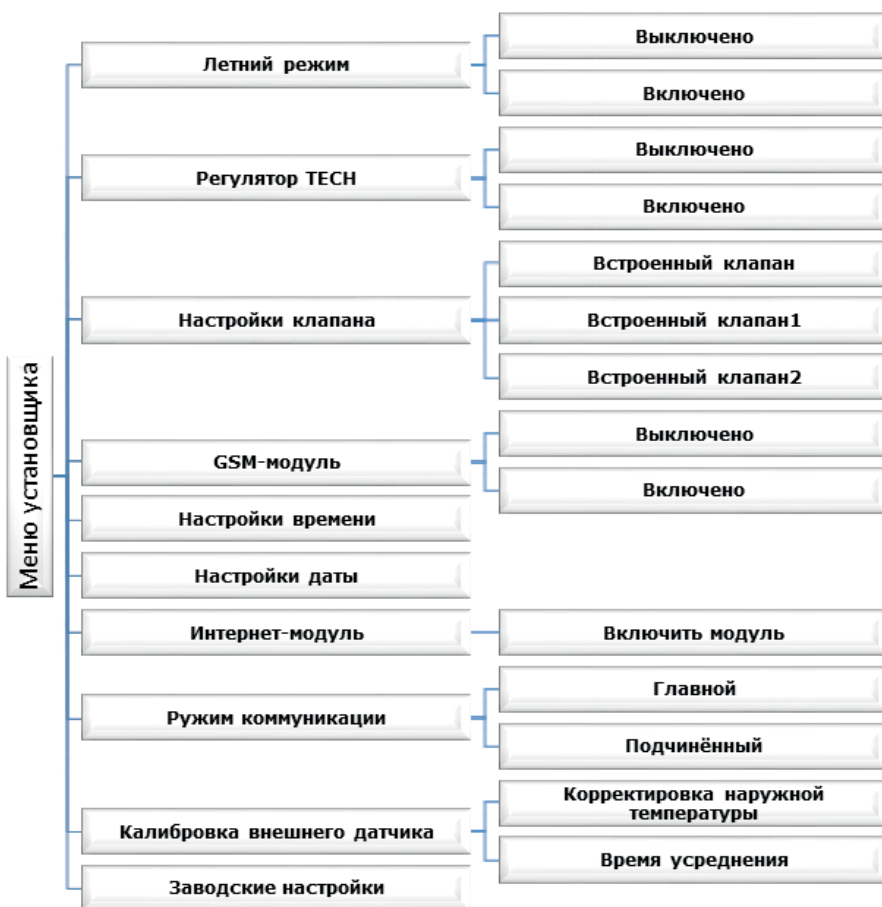 Меню установщика
Летний режим
Выключено
Включено
Регулятор TECH
Выключено
Включено
Настройки клапана
Встроенный клапан
Встроенный клапан1
Встроенный клапан2
GSM-модуль
Выключено
Включено
Настройки времени
Настройки даты
Интернет-модуль
Включить модуль
Ружим коммуникации
Главной
Подчинённый
Калибровка внешнего датчика
Корректировка наружной
температуры
Время усреднения
Заводские настройки